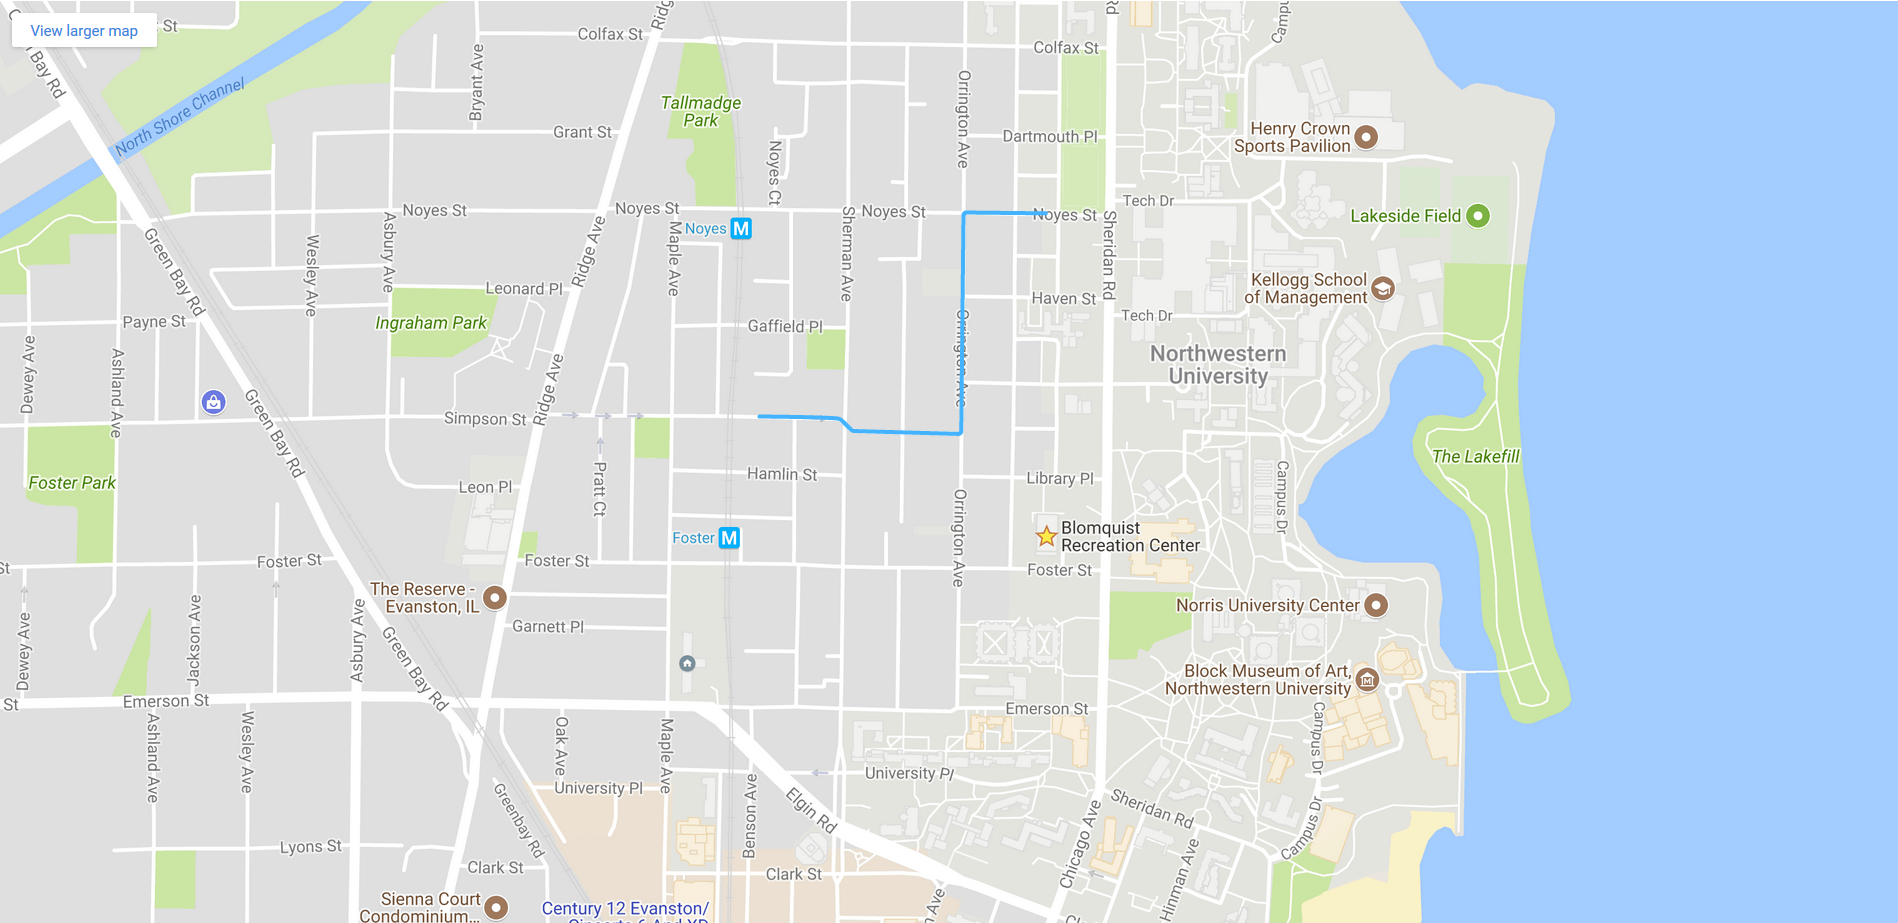 View larger map
St
Bay Rd
North Shore Channel
Bryant Ave
Colfax St
Ridg
Rd
Colfax St
Camp
Tallmadge
Park
Grant St
Orrington Ave
Dartmouth Pl
Henry Crown
Sports Pavilion
Noyes Ct
Noyes St
Noyes St
Noyes St
Noyes St
Tech Dr
Lakeside Field
Noyes
M
Green Bay Rd
Wesley Ave
Asbury Ave
Ridge Ave
Maple Ave
Sherman Ave
Sheridan Rd
Leonard Pl
Haven St
Kellogg School
of Management
Payne St
Ingraham Park
Gaffield Pl
Tech Dr
Orrington Ave
Northwestern
University
Dewey Ave
Ashland Ave
Green Bay Rd
Simpson St
Ridge Ave
Foster Park
Leon Pl
Pratt Ct
Hamlin St
Library Pl
Campus Dr
The Lakefill
Orrington Ave
Blomquist
Recreation Center
Foster
M
St
Foster St
Foster St
Foster St
The Reserve -
Evanston, IL
Norris University Center
Dewey Ave
Jackson Ave
Asbury Ave
Green Bay Rd
Garnett Pl
Block Museum of Art,
Northwestern University
St
Emerson St
Emerson St
Ashland Ave
Wesley Ave
Oak Ave
Maple Ave
Campus Dr
University Pl
University Pl
Greenbay Rd
Benson Ave
Elgin Rd
Chicago Ave
Sheridan Rd
Campus Dr
Hinman Ave
Lyons St
Clark St
Clark St
Sienna Court
Condominium...
Century 12 Evanston/
n Ave